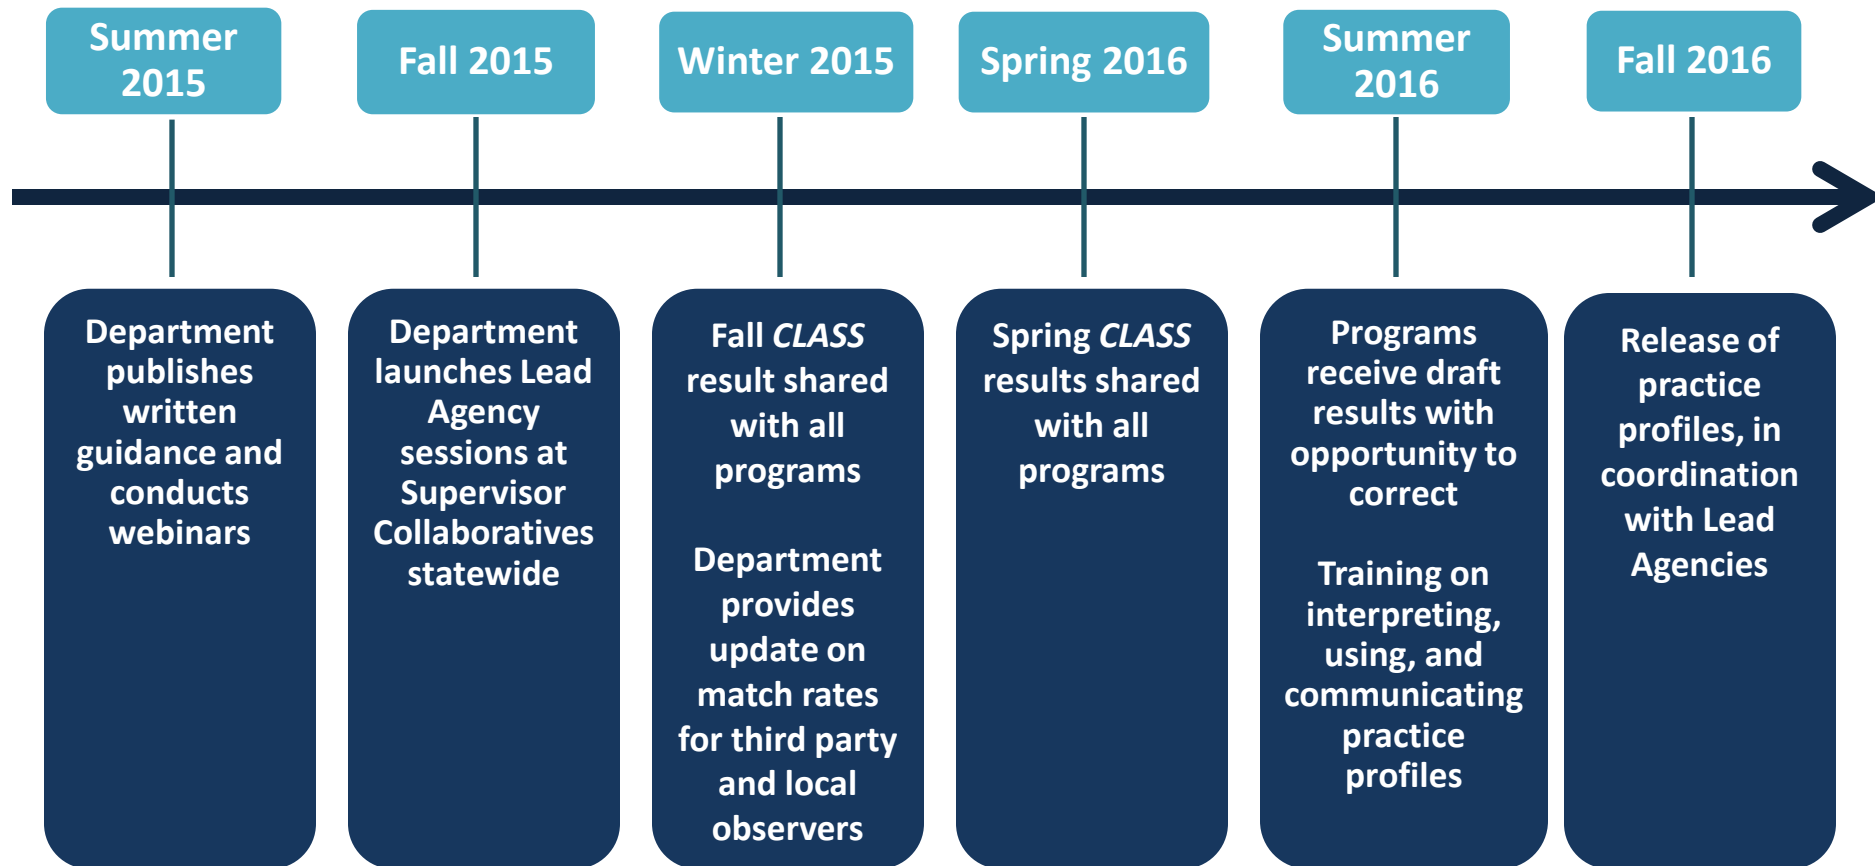 Summer
2015
Fall 2015
Winter 2015
Spring 2016
Summer
2016
Fall 2016
Department
publishes
written
guidance and
conducts
webinars
Department
launches Lead
Agency
sessions at
Supervisor
Collaboratives
statewide
Fall CLASS
result shared
with all
programs
Department
provides
update on
match rates
for third party
and local
observers
Spring CLASS
results shared
with all
programs
Programs
receive draft
results with
opportunity to
correct
Training on
interpreting,
using, and
communicating
practice
profiles
Release of
practice
profiles, in
coordination
with Lead
Agencies